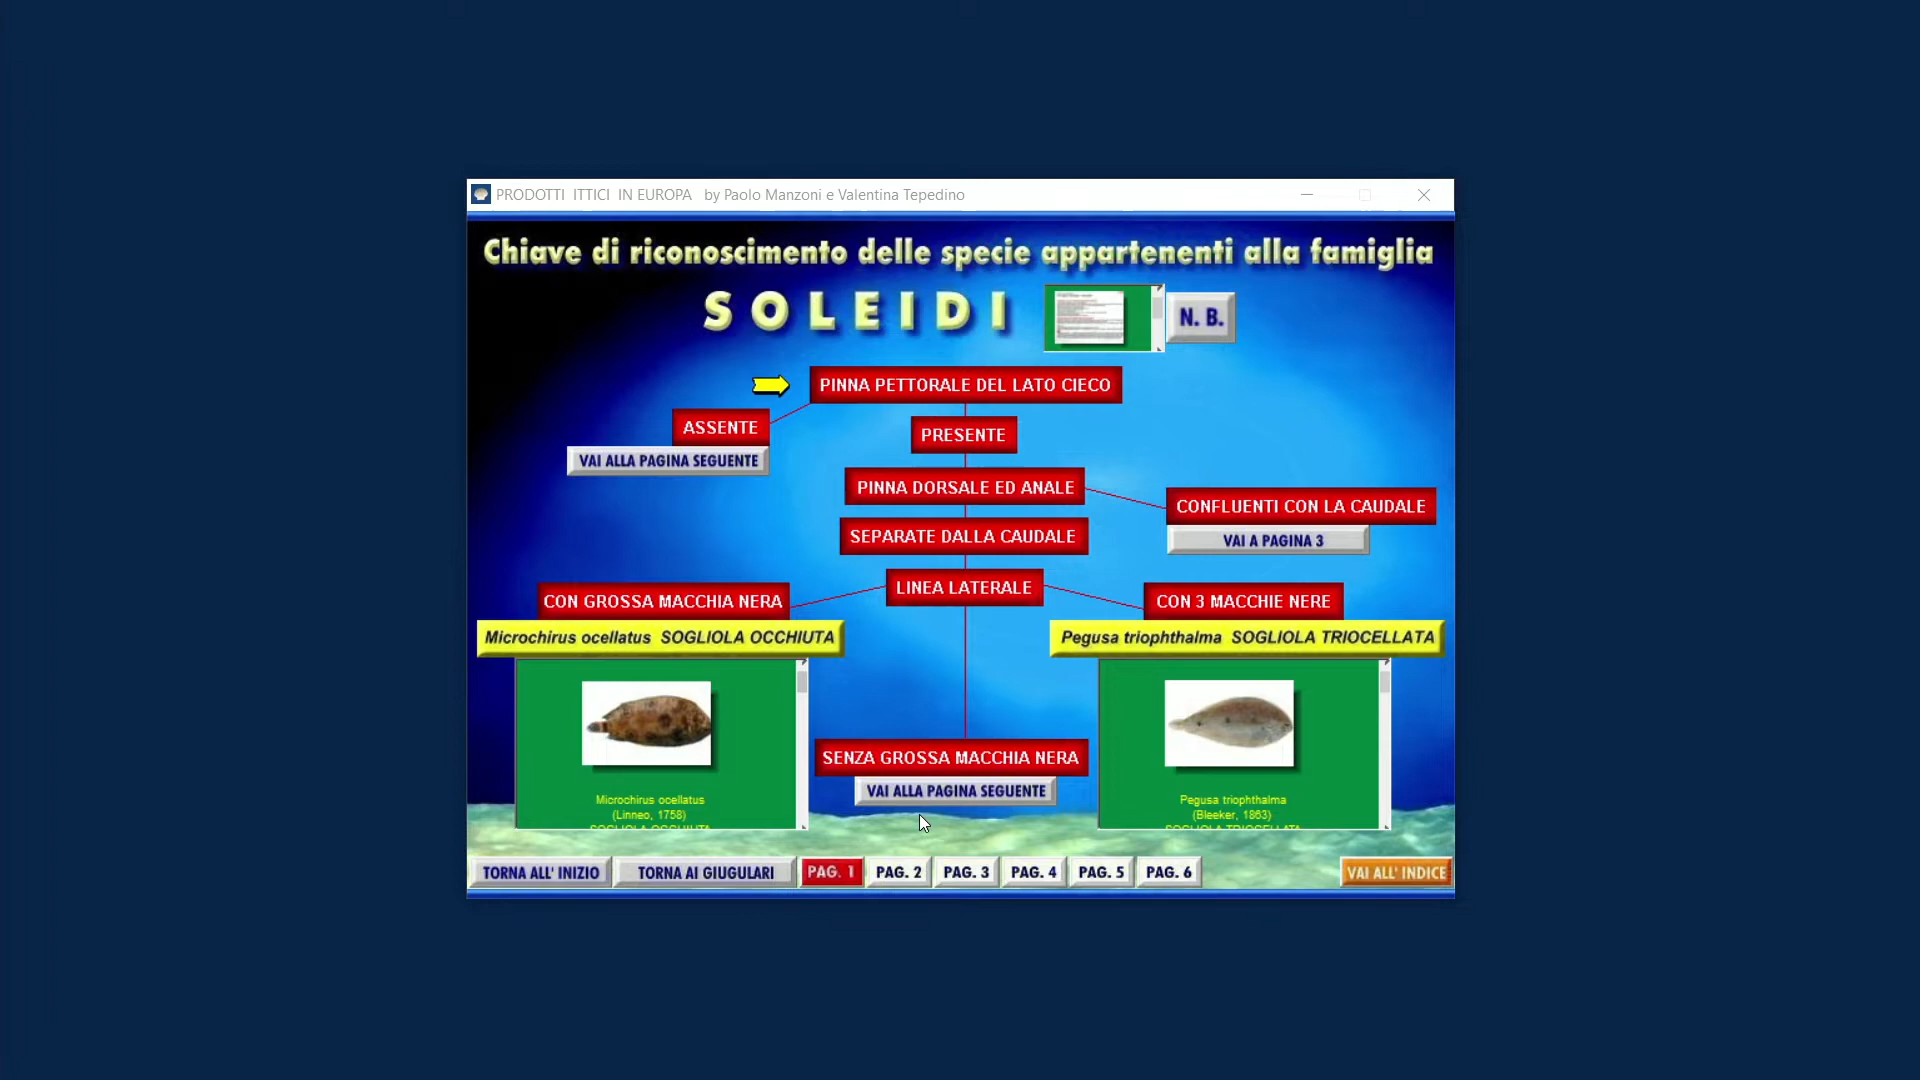 PRODOTTI ITTICI IN EUROPA by Paolo Manzoni e Valentina Tepedino
Chiave di riconoscimento delle specie appartenenti alla famiglia
SOLEIDI
N. B.
PINNA PETTORALE DEL LATO CIECO
ASSENTE
PRESENTE
VAI ALLA PAGINA SEGUENTE
PINNA DORSALE ED ANALE
CONFLUENTI CON LA CAUDALE
SEPARATE DALLA CAUDALE
VAI A PAGINA 3
LINEA LATERALE
CON GROSSA MACCHIA NERA
CON 3 MACCHIE NERE
Microchirus ocellatus SOGLIOLA OCCHIUTA
Pegusa triophthalma SOGLIOLA TRIOCELLATA
SENZA GROSSA MACCHIA NERA
VAI ALLA PAGINA SEGUENTE
Microchirus ocellatus
(Linneo, 1758)
SOGLIOLA OCCHIUTA
Pegusa triophthalma
(Bleeker, 1863)
SOGLIOLA TRIOCELLATA
TORNA ALL' INIZIO
TORNA AI GIUGULARI
PAG. 1
PAG. 2
PAG. 3
PAG. 4
PAG. 5
PAG. 6
VAI ALL' INDICE